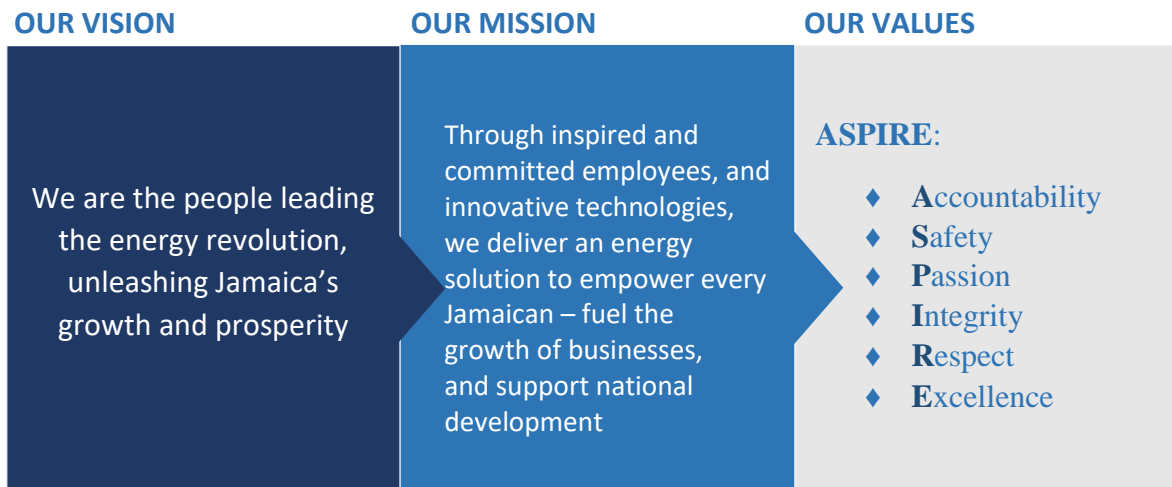 OUR VISION
We are the people leading
the energy revolution,
unleashing Jamaica’s
growth and prosperity
OUR MISSION
Through inspired and
committed employees, and
innovative technologies,
we deliver an energy
solution to empower every
Jamaican – fuel the
growth of businesses,
and support national
development
OUR VALUES
ASPIRE:
♦ Accountability
♦ Safety
♦ Passion
♦ Integrity
♦ Respect
♦ Excellence